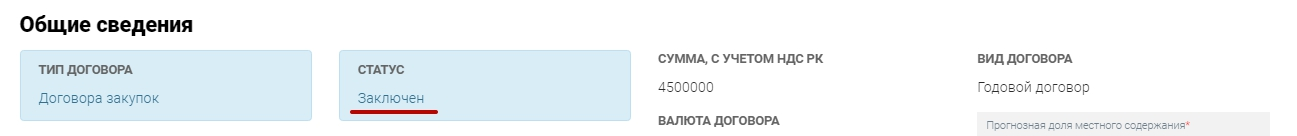 Общие сведения
ТИП ДОГОВОРА
Договора закупок
СТАТУС
Заключен
СУММА, С УЧЕТОМ НДС РК
4500000
ВАЛЮТА ДОГОВОРА
ВИД ДОГОВОРА
Годовой договор
Прогнозная доля местного содержания*